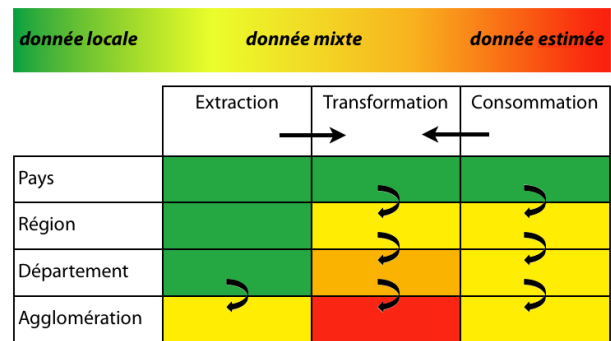 donnée locale donnée mixte donnée estimée
Extraction Transformation Consommation
Pays
Région
Département
Agglomération